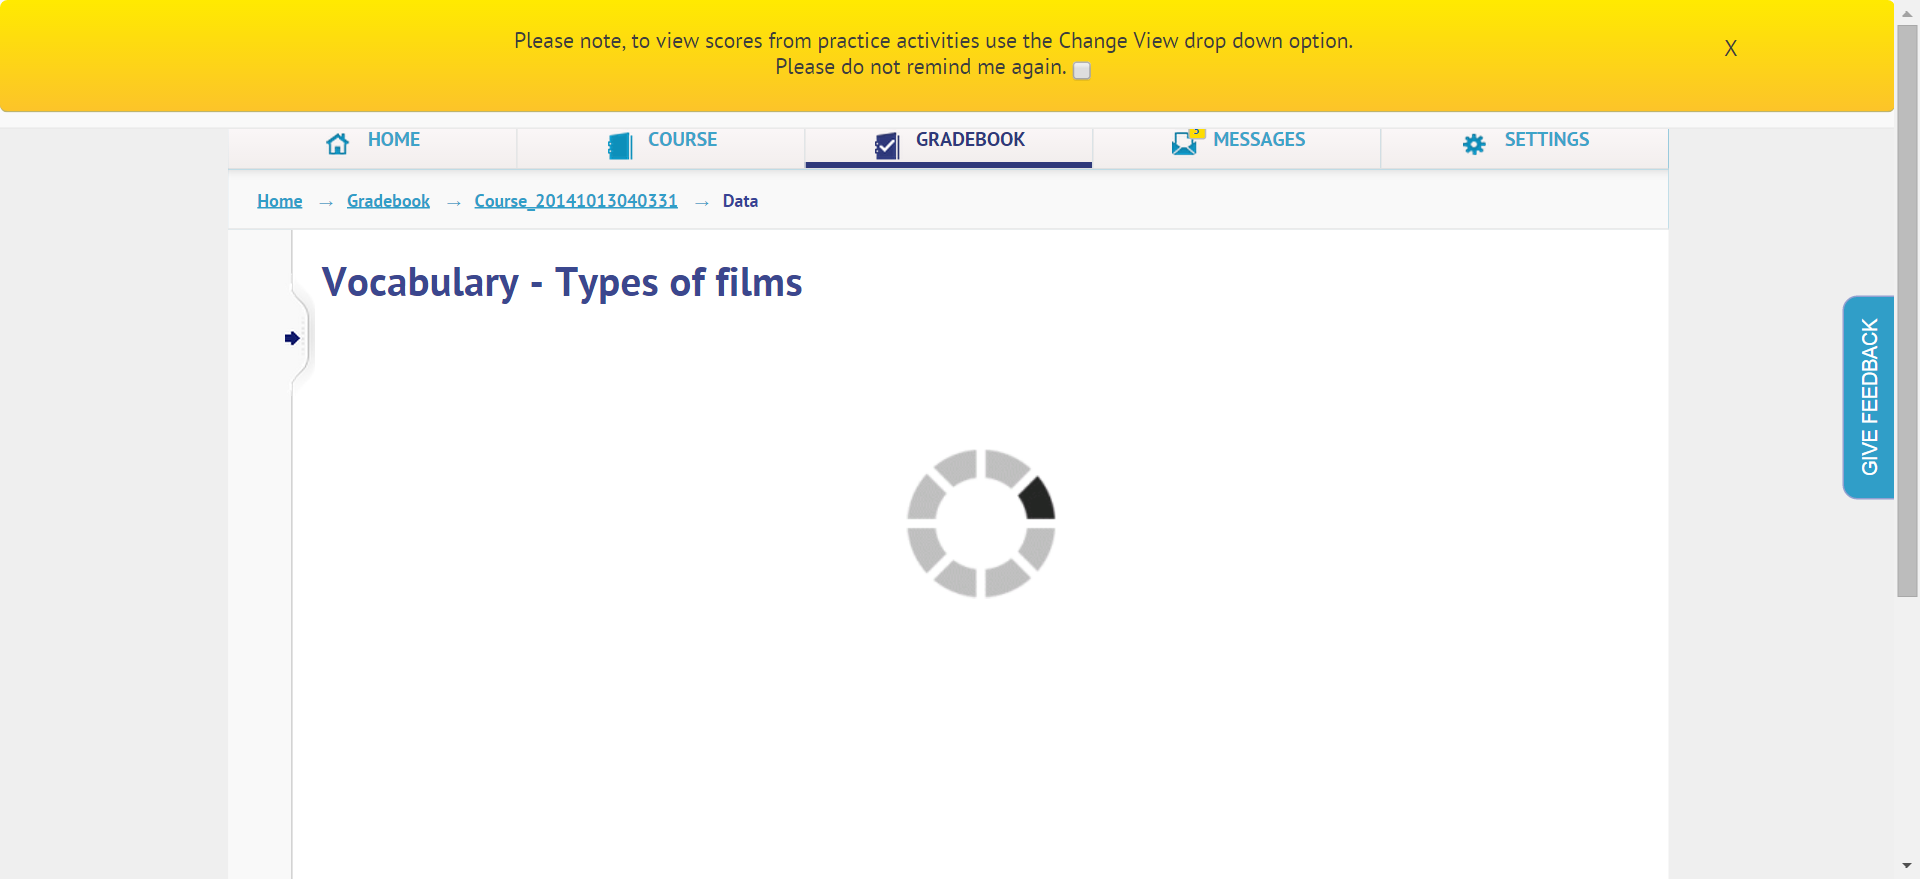 Please note, to view scores from practice activities use the Change View drop down option.
Please do not remind me again.
X
HOME
COURSE
GRADEBOOK
5
MESSAGES
SETTINGS
Home → Gradebook → Course_20141013040331 → Data
Vocabulary - Types of films
GIVE FEEDBACK